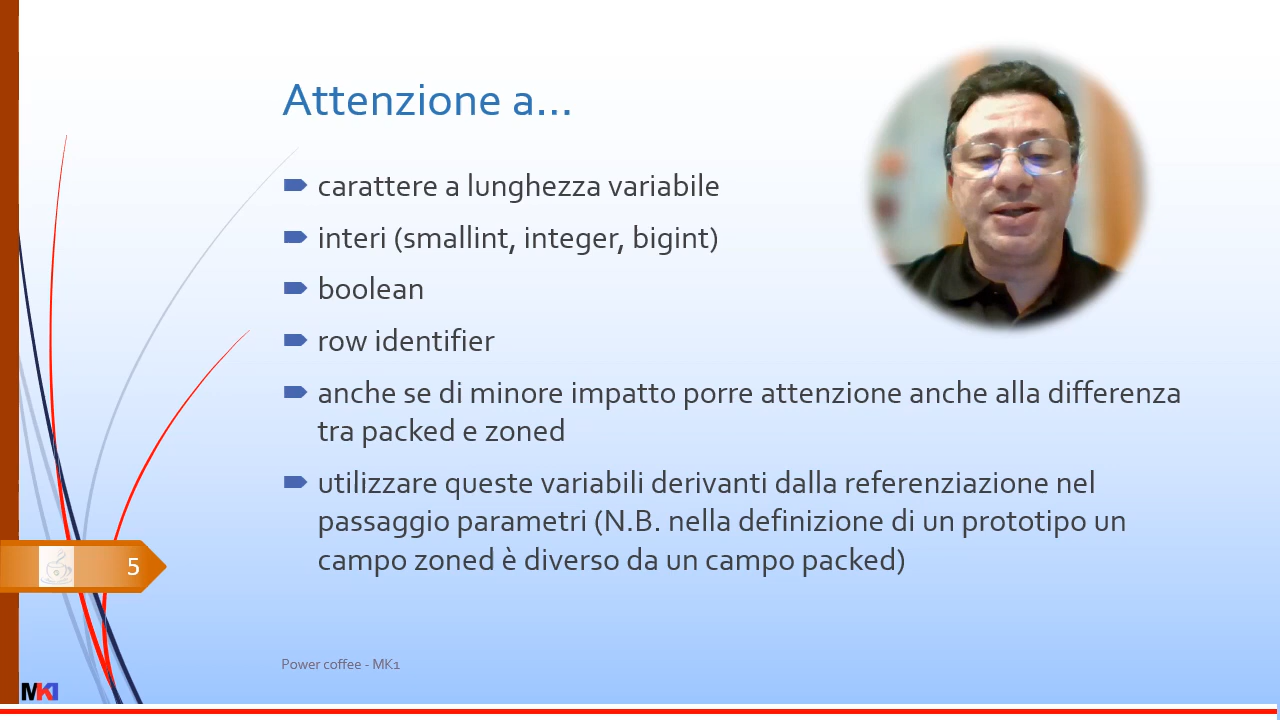 Attenzione a...
carattere a lunghezza variabile
interi (smallint, integer, bigint)
boolean
row identifier
anche se di minore impatto porre attenzione anche alla differenza
tra packed e zoned
utilizzare queste variabili derivanti dalla referenziazione nel
passaggio parametri (N.B. nella definizione di un prototipo un
campo zoned è diverso da un campo packed)
5
Power coffee - MK1
MK1